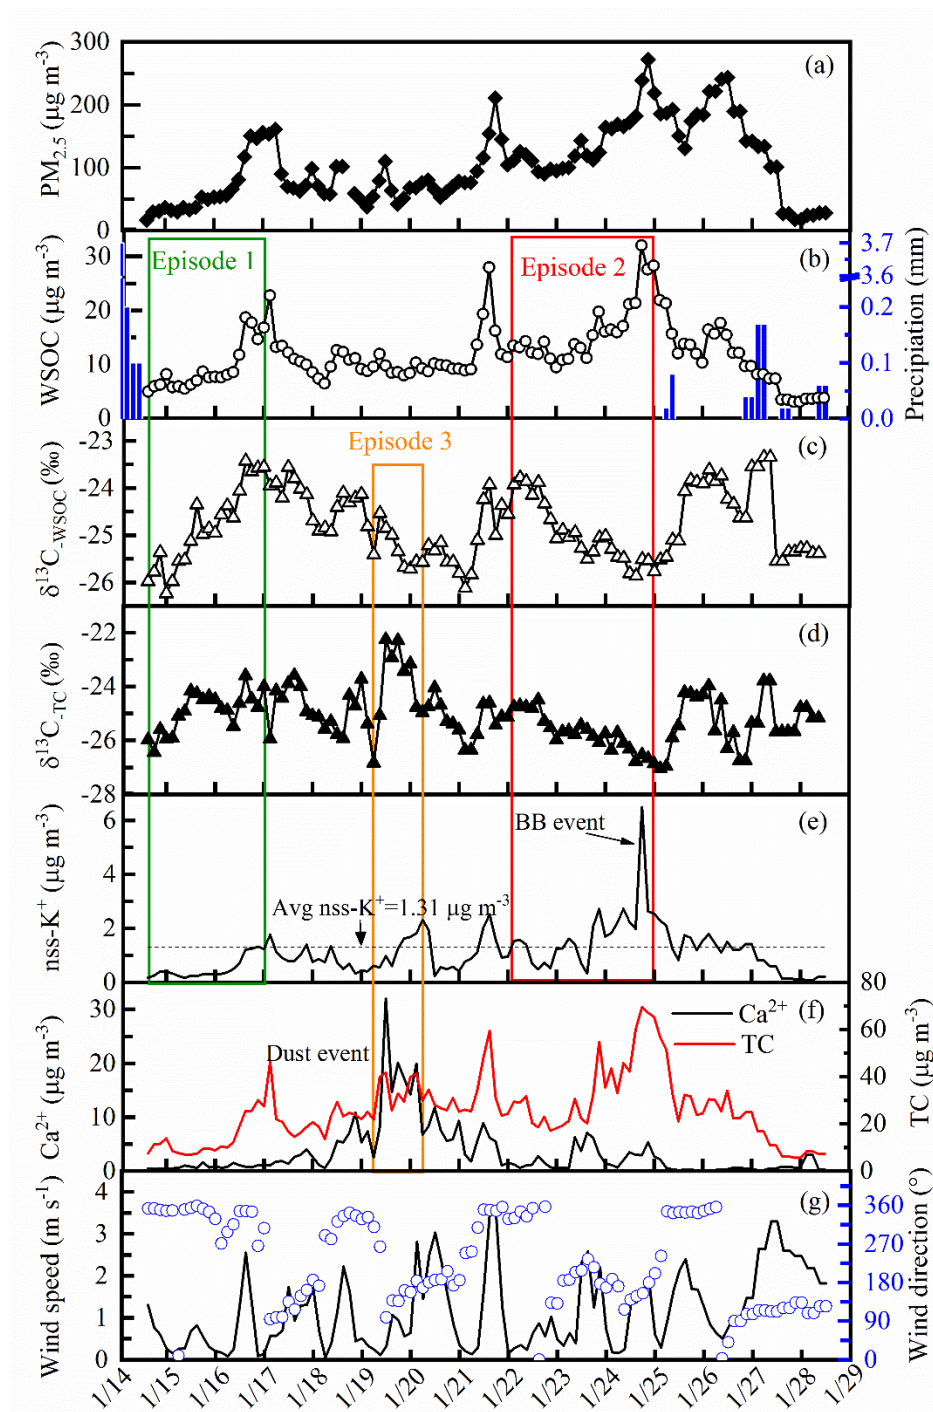 300
200
100
0
PM2.5 (μg m-3)
(a)
30
20
10
0
WSOC (μg m-3)
Episode 1
Episode 2
(b)
3.7
3.6
0.2
0.1
0.0
Precipiation (mm)
-23
-24
-25
-26
δ13C-WSOC (‰)
Episode 3
(c)
-22
-24
-26
-28
δ13C-TC (‰)
(d)
6
4
2
0
nss-K+ (μg m-3)
BB event
Avg nss-K+=1.31 μg m-3
(e)
30
20
10
0
Ca2+ (μg m-3)
Dust event
(f)
Ca2+
TC
80
60
40
20
0
TC (μg m-3)
4
3
2
1
0
Wind speed (m s-1)
(g)
360
270
180
90
0
Wind direction (°)
1/14
1/15
1/16
1/17
1/18
1/19
1/20
1/21
1/22
1/23
1/24
1/25
1/26
1/27
1/28
1/29